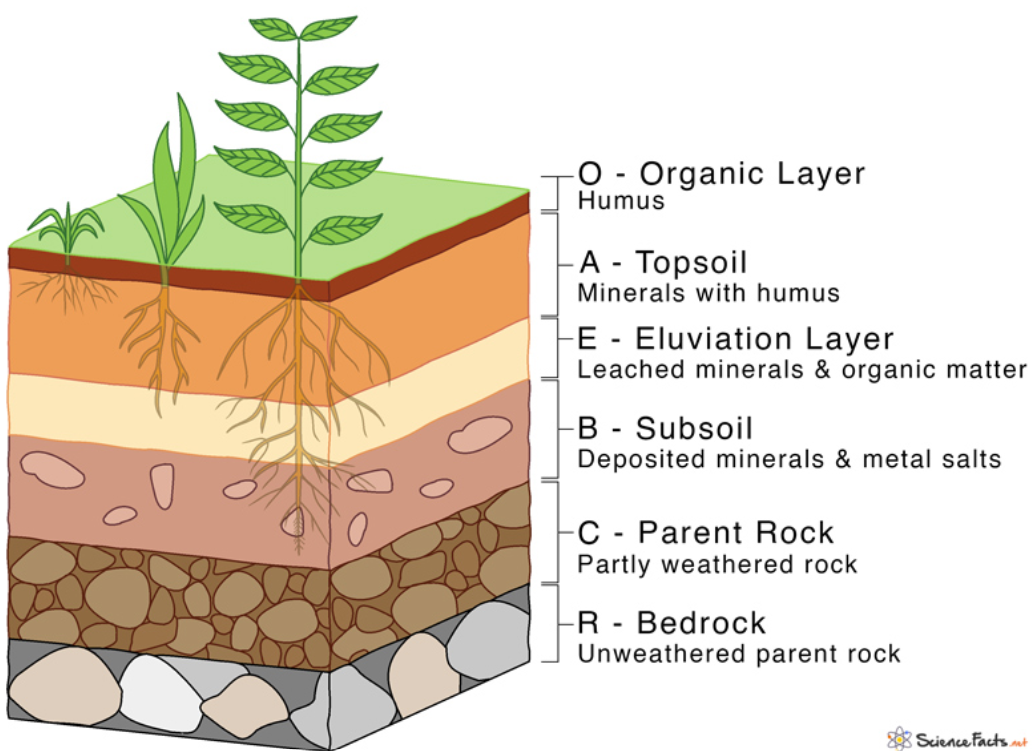 O - Organic Layer
Humus
A - Topsoil
Minerals with humus
E - Eluviation Layer
Leached minerals & organic matter
B - Subsoil
Deposited minerals & metal salts
C - Parent Rock
Partly weathered rock
R - Bedrock
Unweathered parent rock
ScienceFacts.net